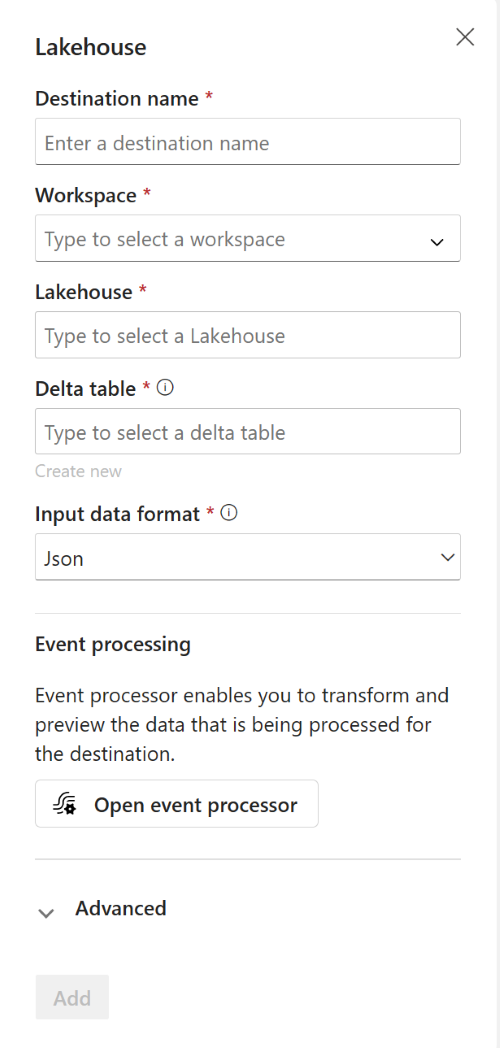 Lakehouse
Destination name *
Enter a destination name
Workspace *
Type to select a workspace
Lakehouse *
Type to select a Lakehouse
Delta table *
Type to select a delta table
Create new
Input data format *
Json
Event processing
Event processor enables you to transform and
preview the data that is being processed for
the destination.
Open event processor
Advanced
Add